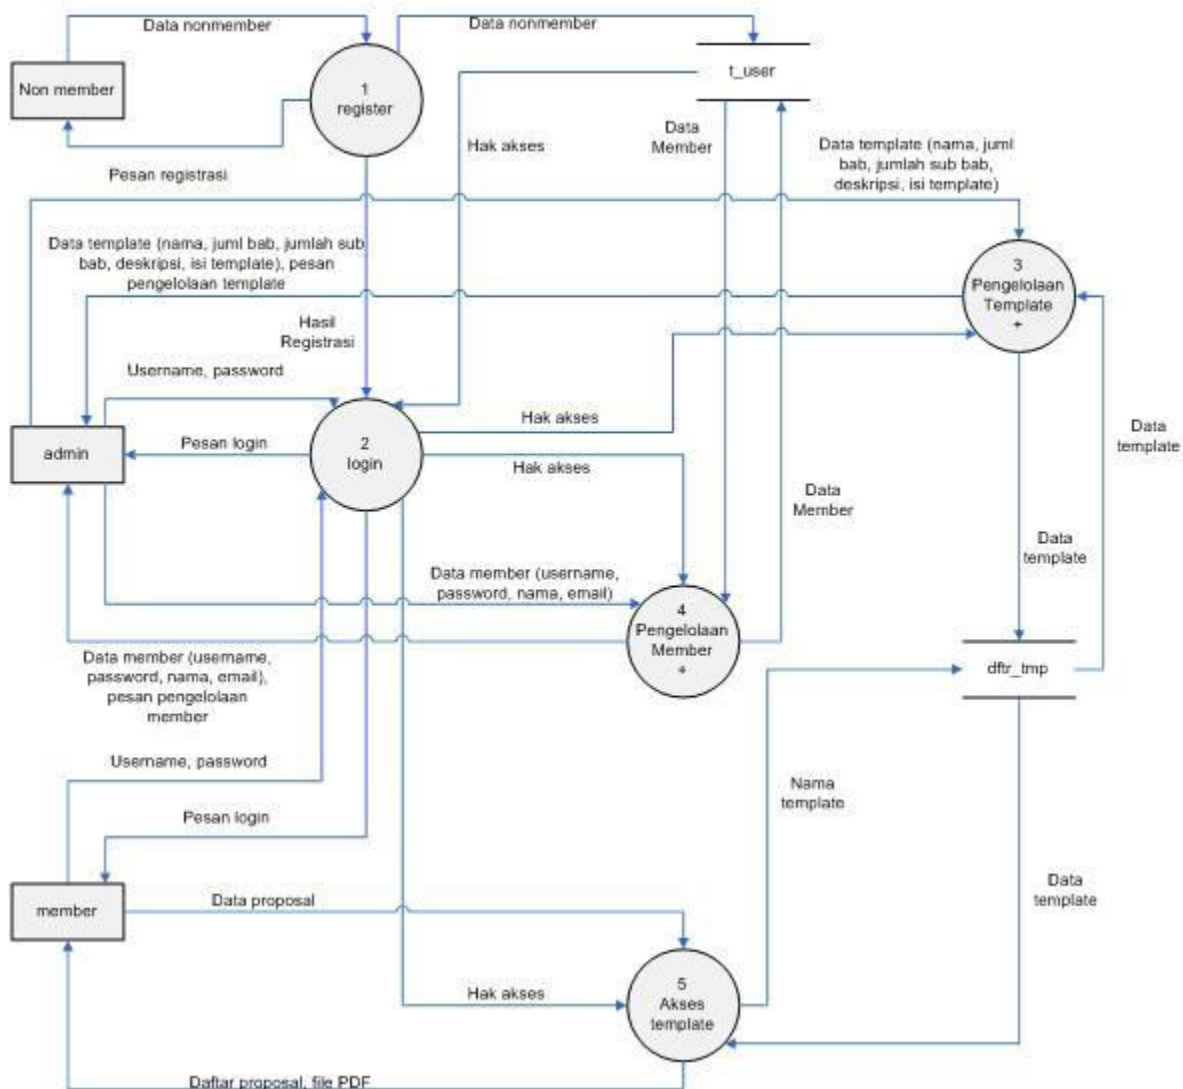 Data nonmember
Data nonmember
Non member
1
register
t_user
Hak akses
Data
Member
Data template (nama, juml
bab, jumlah sub bab,
deskripsi, isi template)
Pesan registrasi
Data template (nama, juml bab, jumlah sub
bab, deskripsi, isi template), pesan
pengelolaan template
3
Pengelolaan
Template
+
Hasil
Registrasi
Username, password
Hak akses
admin
Pesan login
2
login
Hak akses
Data
template
Data
Member
Data
template
Data member (username,
password, nama, email)
4
Pengelolaan
Member
+
dftr_tmp
Data member (username,
password, nama, email),
pesan pengelolaan
member
Username, password
Nama
template
Pesan login
member
Data proposal
Data
template
Hak akses
5
Akses
template
Daftar proposal, file PDF